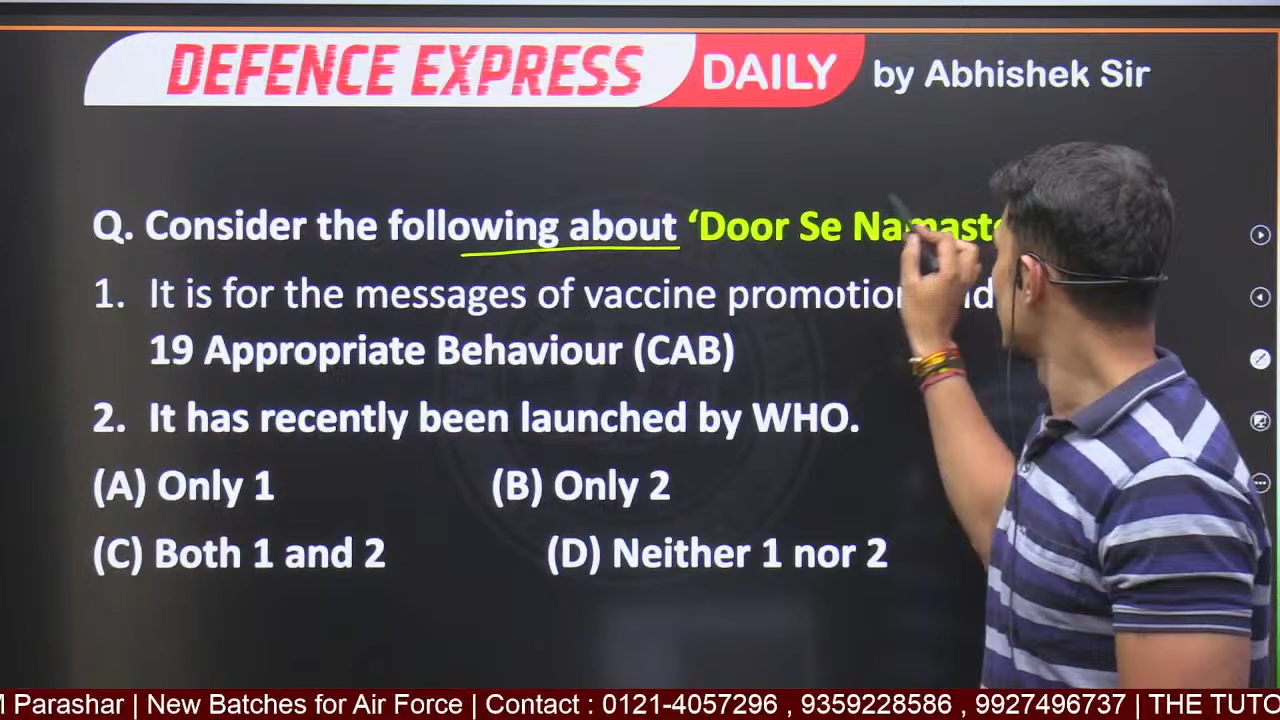 DEFENCE EXPRESS DAILY by Abhishek Sir
Q. Consider the following about ‘Door Se Namaste
1. It is for the messages of vaccine promotion
19 Appropriate Behaviour (CAB)
2. It has recently been launched by WHO.
(A) Only 1 (B) Only 2
(C) Both 1 and 2 (D) Neither 1 nor 2
M Parashar | New Batches for Air Force | Contact : 0121-4057296 , 9359228586 , 9927496737 | THE TUTO